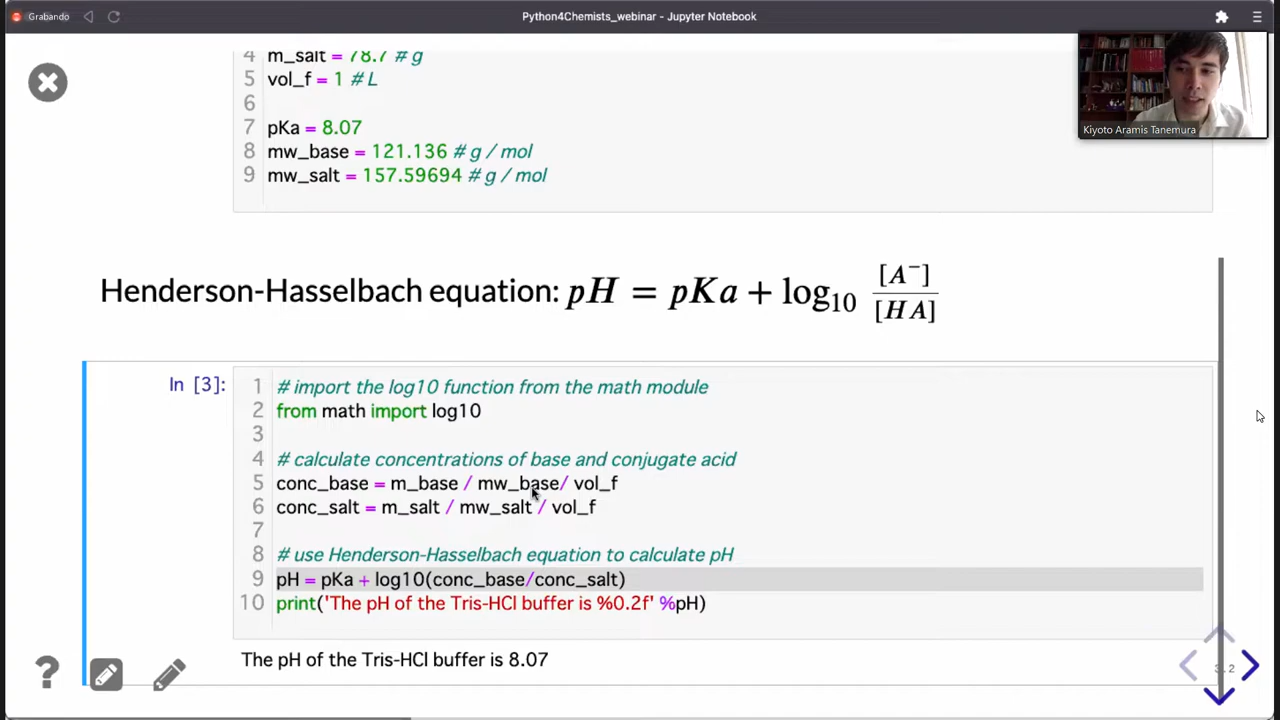 Grabando
Python4Chemists_webinar - Jupyter Notebook
Kiyoto Aramis Tanemura
4 m_salt = 78.7 # g
5 vol_f = 1 # L
6
7 pKa = 8.07
8 mw_base = 121.136 # g / mol
9 mw_salt = 157.59694 # g / mol
Henderson-Hasselbach equation: pH = pKa + log₁₀ [A⁻]/[HA]
In [3]:
1 # import the log10 function from the math module
2 from math import log10
3
4 # calculate concentrations of base and conjugate acid
5 conc_base = m_base / mw_base/ vol_f
6 conc_salt = m_salt / mw_salt / vol_f
7
8 # use Henderson-Hasselbach equation to calculate pH
9 pH = pKa + log10(conc_base/conc_salt)
10 print('The pH of the Tris-HCl buffer is %0.2f' %pH)
The pH of the Tris-HCl buffer is 8.07
?